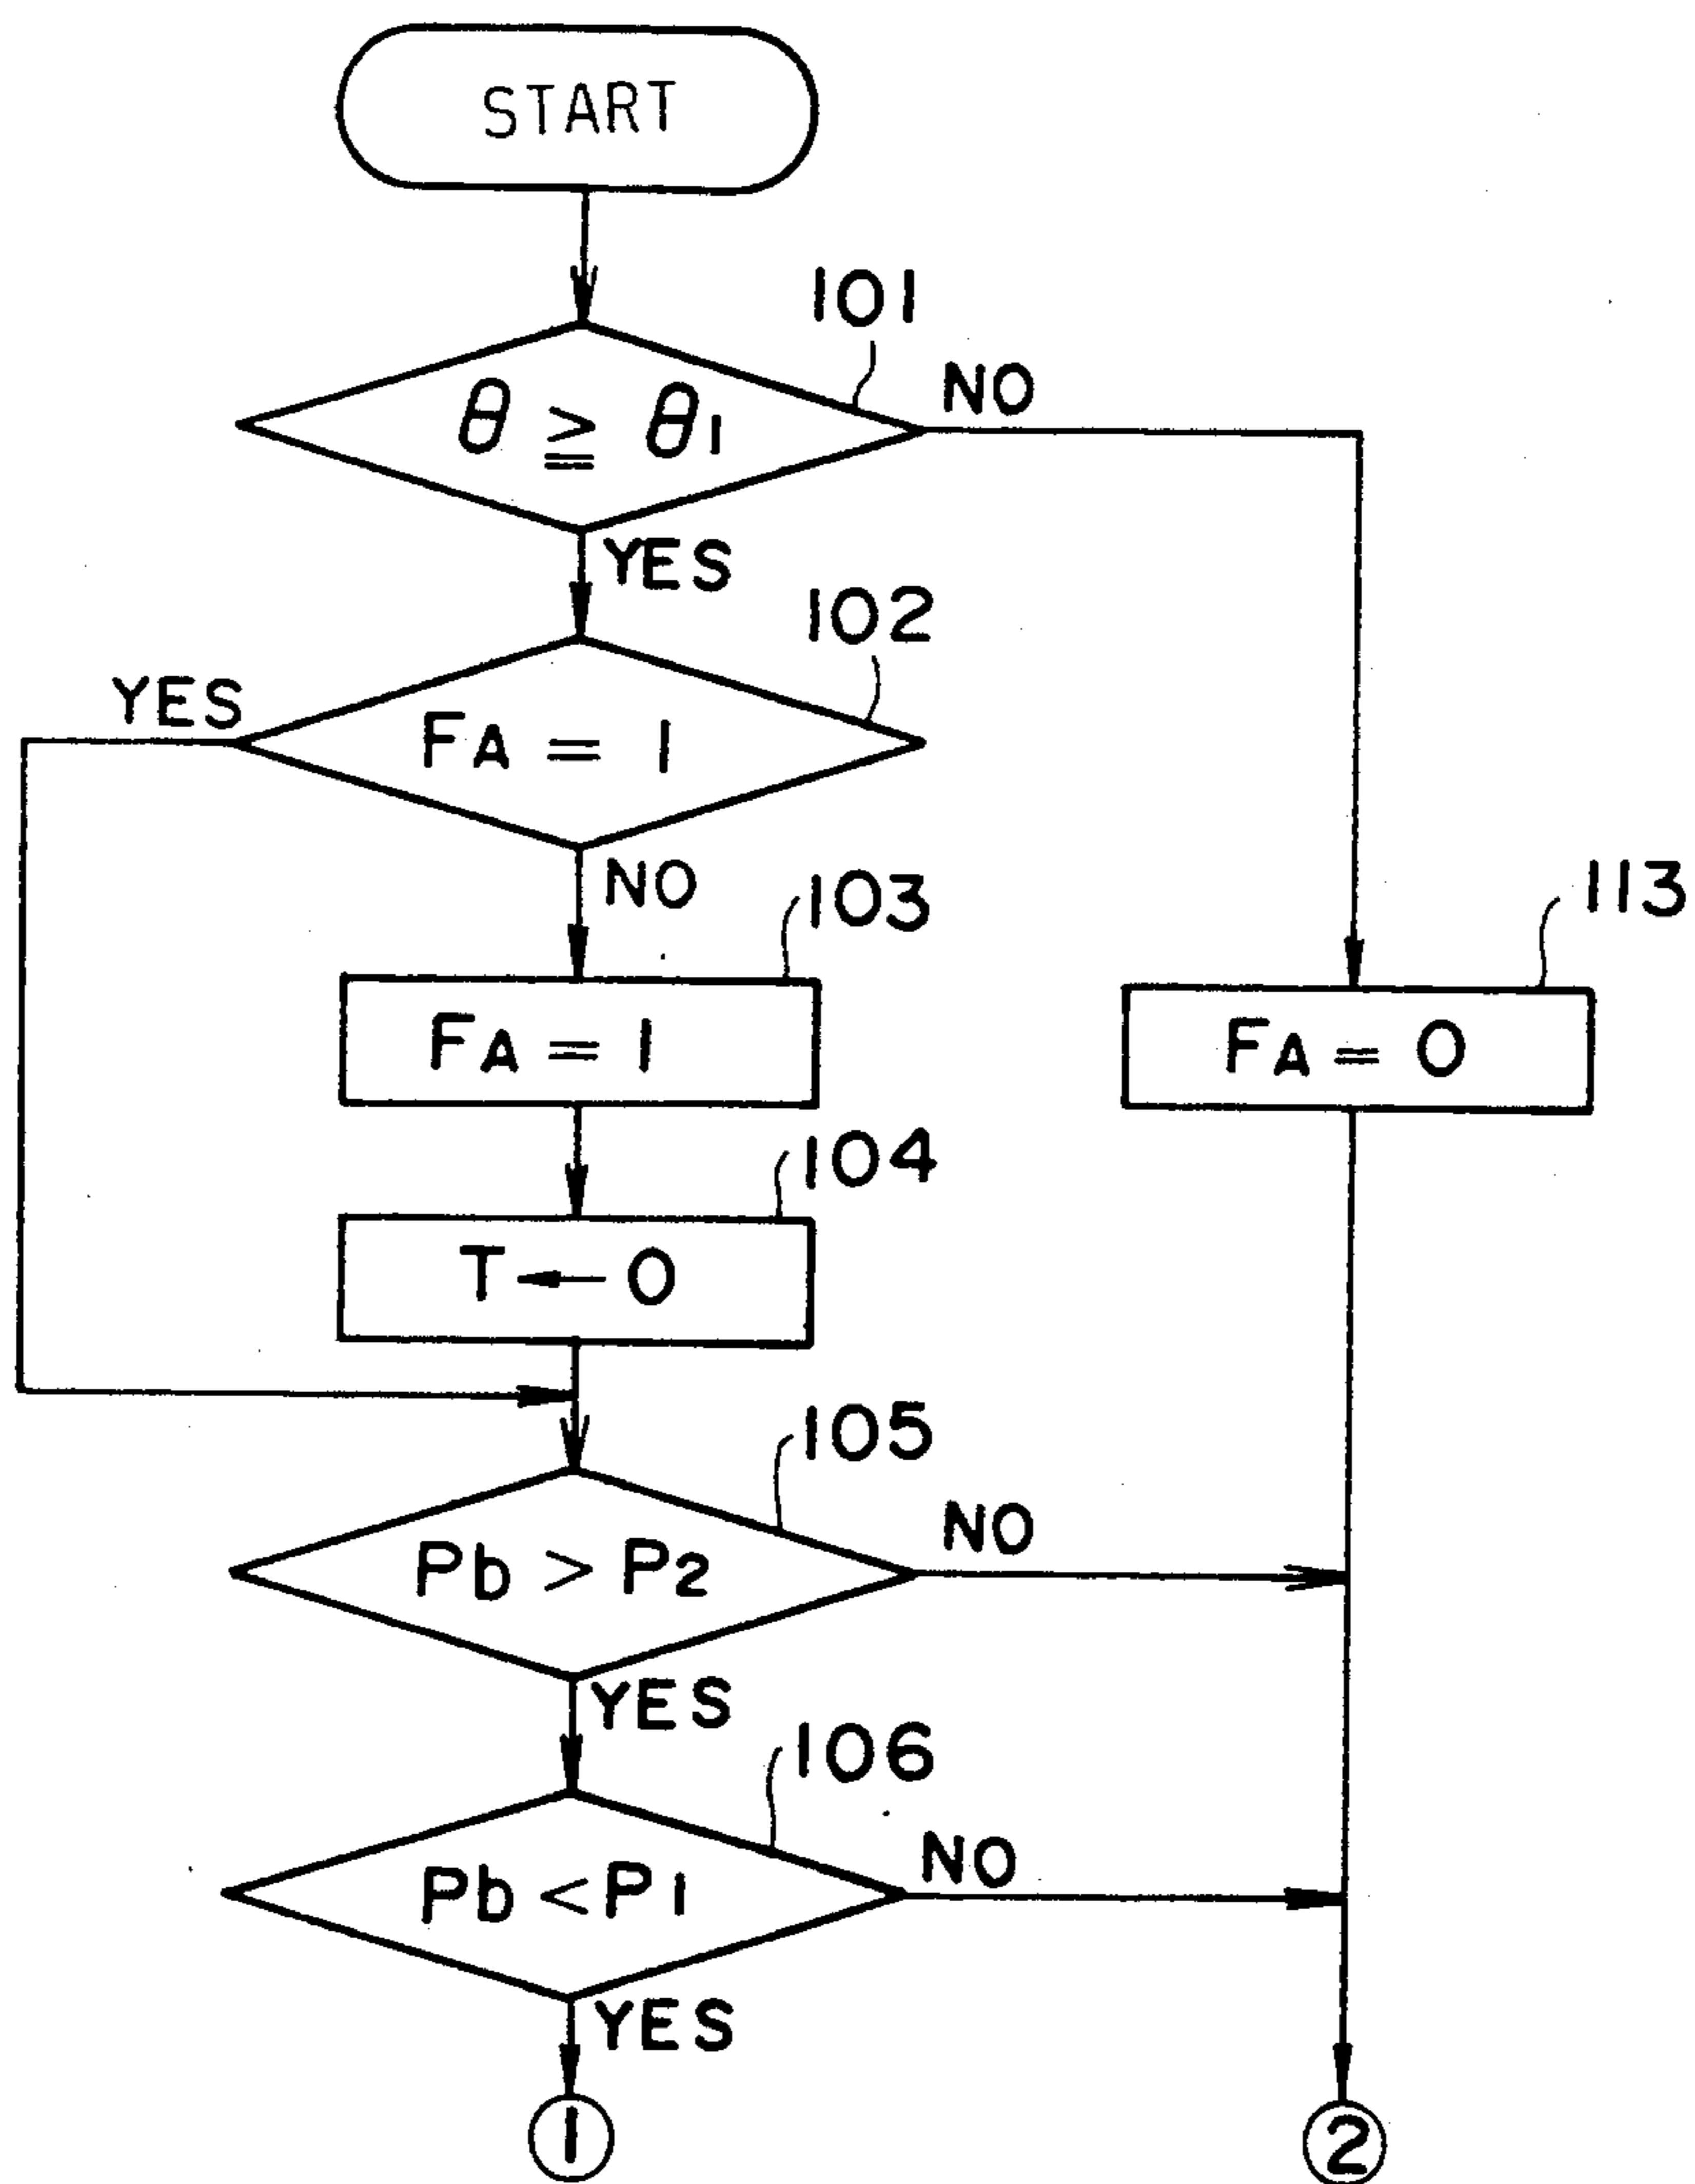 START
101
θ ≧ θ1
NO
YES
102
YES
FA = 1
NO
103
113
FA = 1
FA = 0
104
T ← 0
105
Pb > P2
NO
YES
106
Pb < P1
NO
YES
1
2